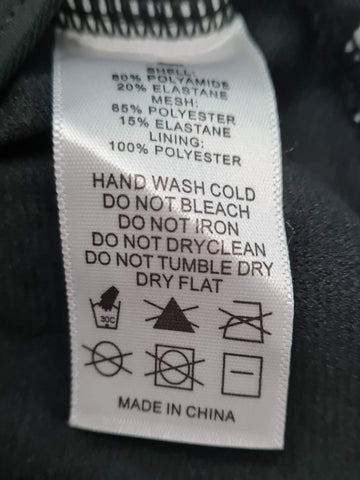 SHELL:
80% POLYAMIDE
20% ELASTANE
MESH:
85% POLYESTER
15% ELASTANE
LINING:
100% POLYESTER
HAND WASH COLD
DO NOT BLEACH
DO NOT IRON
DO NOT DRYCLEAN
DO NOT TUMBLE DRY
DRY FLAT
30C
MADE IN CHINA